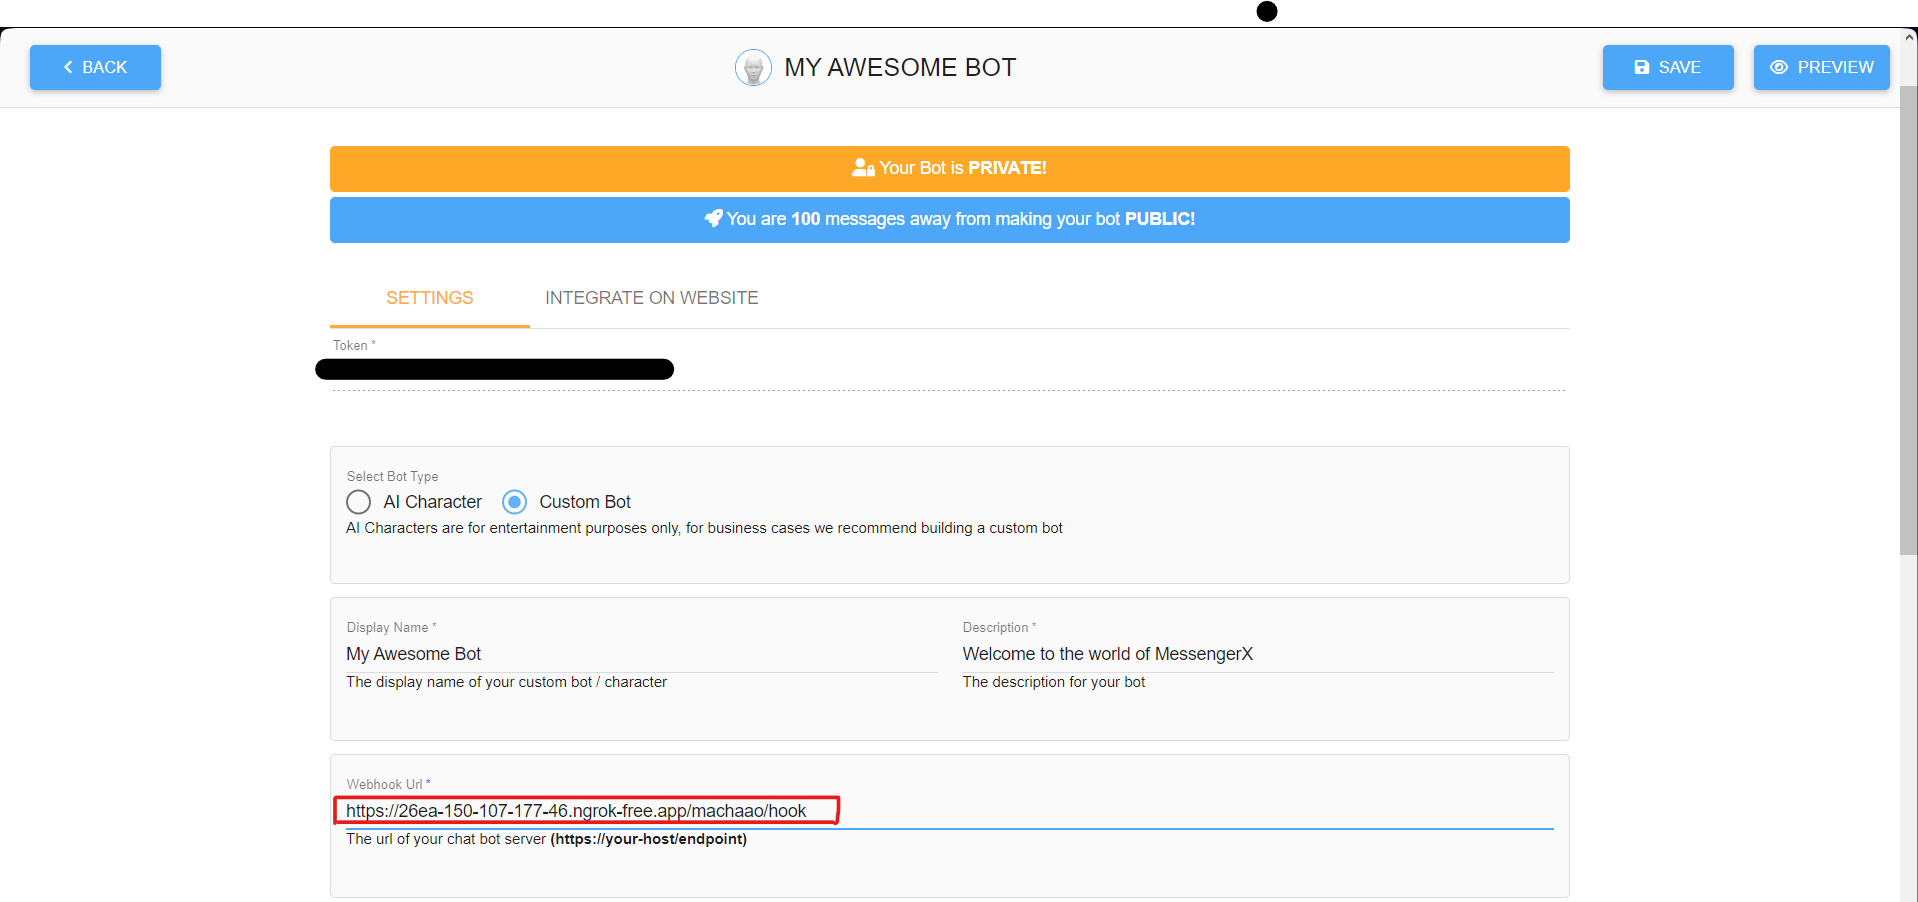 BACK
MY AWESOME BOT
SAVE
PREVIEW
Your Bot is PRIVATE!
You are 100 messages away from making your bot PUBLIC!
SETTINGS
INTEGRATE ON WEBSITE
Token *
Select Bot Type
AI Character
Custom Bot
AI Characters are for entertainment purposes only, for business cases we recommend building a custom bot
Display Name *
My Awesome Bot
The display name of your custom bot / character
Description *
Welcome to the world of MessengerX
The description for your bot
Webhook Url *
https://26ea-150-107-177-46.ngrok-free.app/machaao/hook
The url of your chat bot server (https://your-host/endpoint)